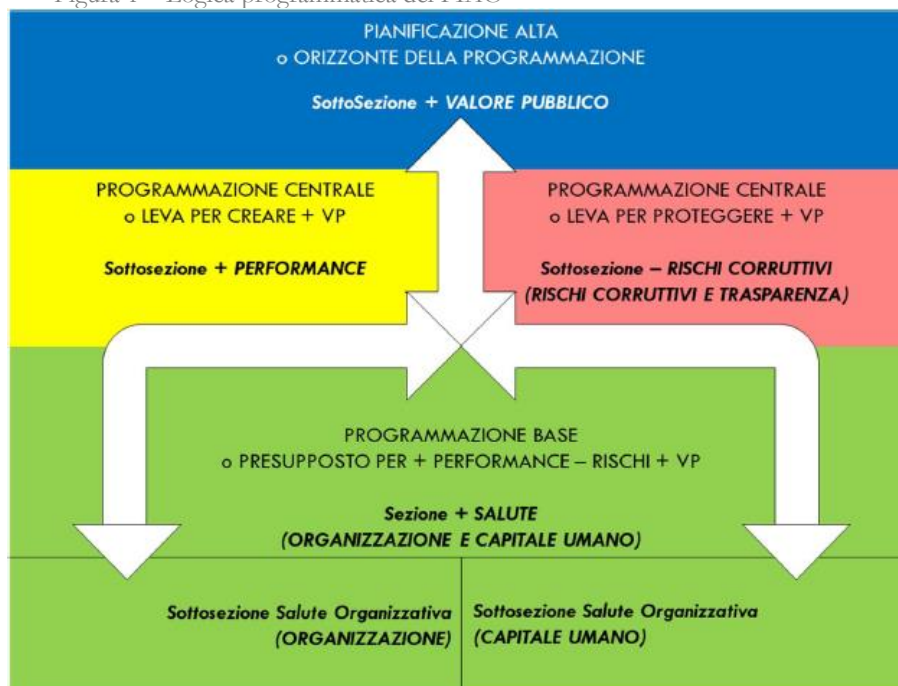 PIANIFICAZIONE ALTA
o ORIZZONTE DELLA PROGRAMMAZIONE
SottoSezione + VALORE PUBBLICO
PROGRAMMAZIONE CENTRALE
o LEVA PER CREARE + VP
Sottosezione + PERFORMANCE
PROGRAMMAZIONE CENTRALE
o LEVA PER PROTEGGERE + VP
Sottosezione – RISCHI CORRUTTIVI
(RISCHI CORRUTTIVI E TRASPARENZA)
PROGRAMMAZIONE BASE
o PRESUPPOSTO PER + PERFORMANCE – RISCHI + VP
Sezione + SALUTE
(ORGANIZZAZIONE E CAPITALE UMANO)
Sottosezione Salute Organizzativa
(ORGANIZZAZIONE)
Sottosezione Salute Organizzativa
(CAPITALE UMANO)